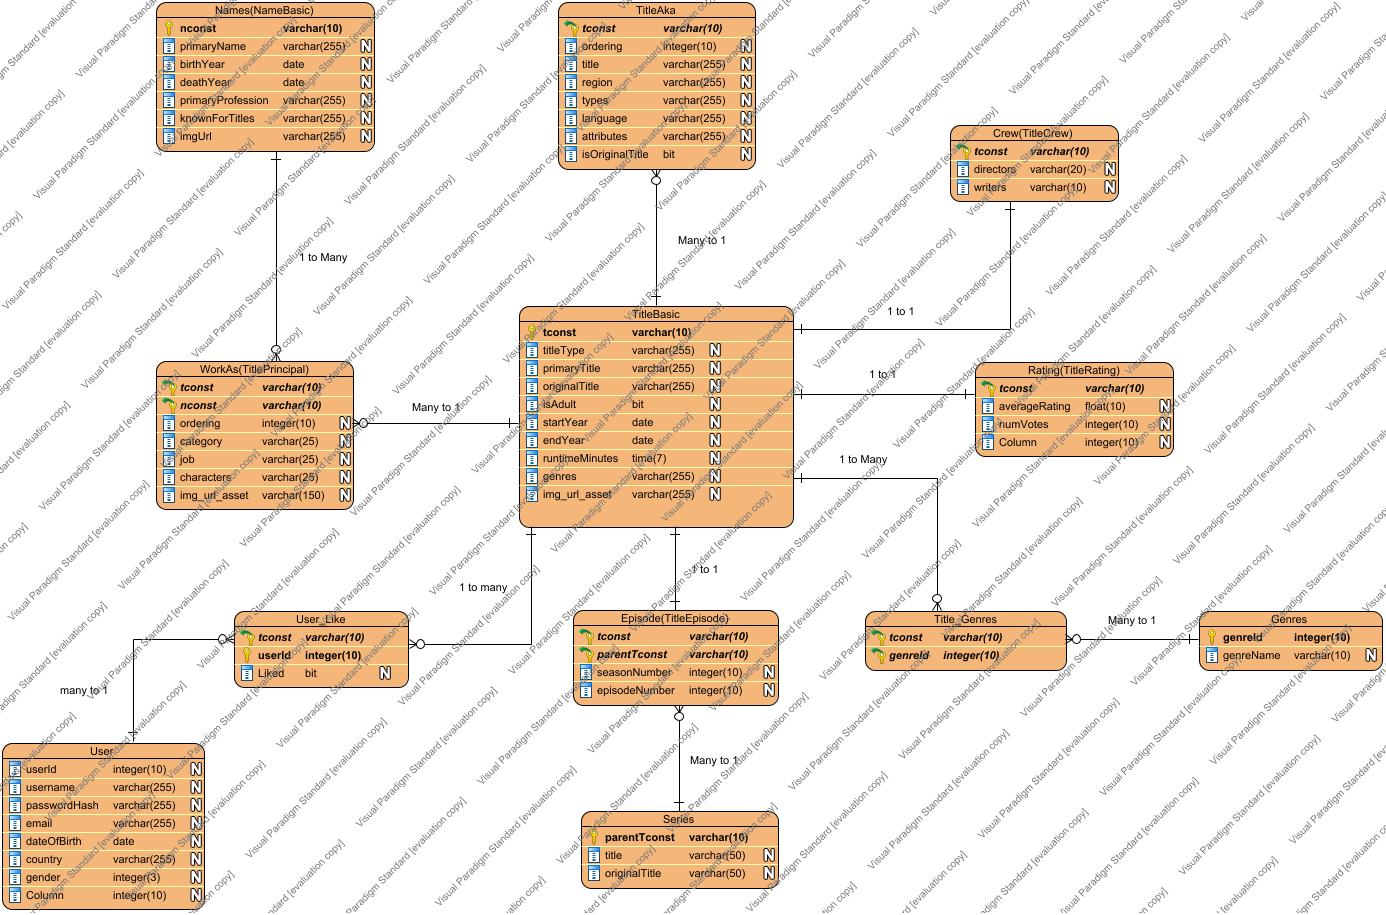 Names(NameBasic)
nconst varchar(10)
primaryName varchar(255) N
birthYear date N
deathYear date N
primaryProfession varchar(255) N
knownForTitles varchar(255) N
imgUrl varchar(255) N
TitleAka
tconst varchar(10)
ordering integer(10) N
title varchar(255) N
region varchar(255) N
types varchar(255) N
language varchar(255) N
attributes varchar(255) N
isOriginalTitle bit N
Crew(TitleCrew)
tconst varchar(10)
directors varchar(20) N
writers varchar(10) N
1 to Many
Many to 1
1 to 1
TitleBasic
tconst varchar(10)
titleType varchar(255) N
primaryTitle varchar(255) N
originalTitle varchar(255) N
isAdult bit N
startYear date N
endYear date N
runtimeMinutes time(7) N
genres varchar(255) N
img_url_asset varchar(255) N
WorkAs(TitlePrincipal)
tconst varchar(10)
nconst varchar(10)
ordering integer(10) N
category varchar(25) N
job varchar(25) N
characters varchar(25) N
img_url_asset varchar(150) N
Many to 1
1 to 1
Rating(TitleRating)
tconst varchar(10)
averageRating float(10) N
numVotes integer(10) N
Column integer(10) N
1 to Many
1 to many
1 to 1
User_Like
tconst varchar(10)
userId integer(10)
Liked bit N
Episode(TitleEpisode)
tconst varchar(10)
parentTconst varchar(10)
seasonNumber integer(10) N
episodeNumber integer(10) N
Title_Genres
tconst varchar(10)
genreId integer(10)
Many to 1
Genres
genreId integer(10)
genreName varchar(10) N
many to 1
Many to 1
User
userId integer(10) N
username varchar(255) N
passwordHash varchar(255) N
email varchar(255) N
dateOfBirth date N
country varchar(255) N
gender integer(3) N
Column integer(10) N
Series
parentTconst varchar(10)
title varchar(50) N
originalTitle varchar(50) N
Visual Paradigm Standard [evaluation copy]